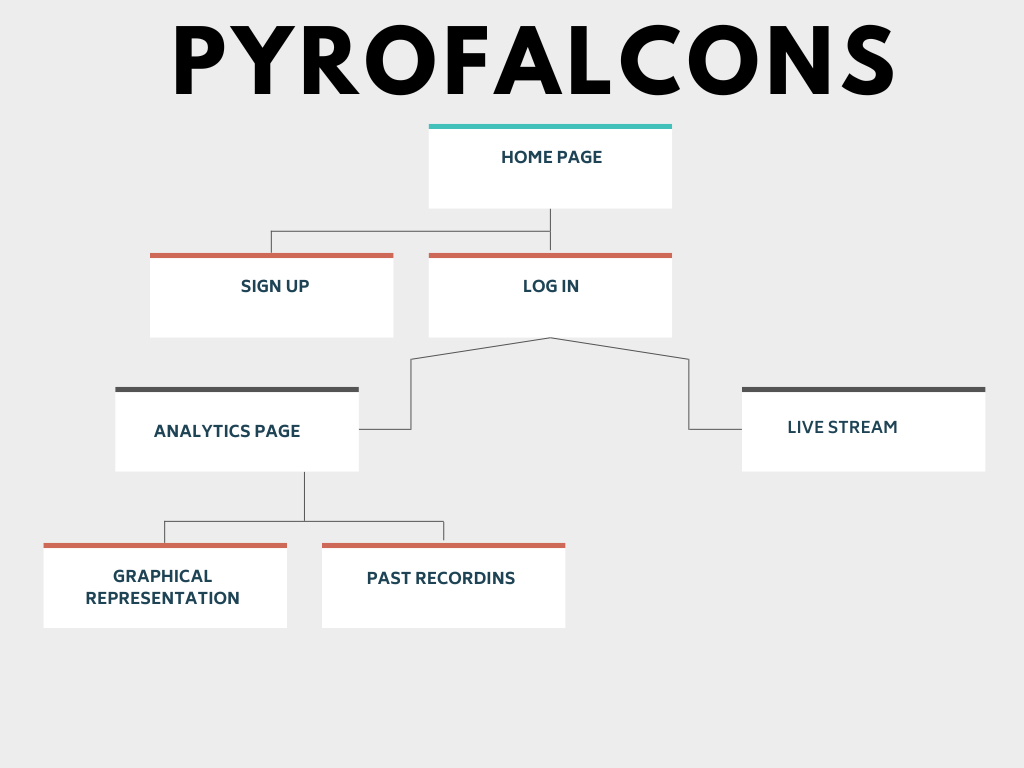 PYROFALCONS
HOME PAGE
SIGN UP
LOG IN
ANALYTICS PAGE
LIVE STREAM
GRAPHICAL
REPRESENTATION
PAST RECORDINS